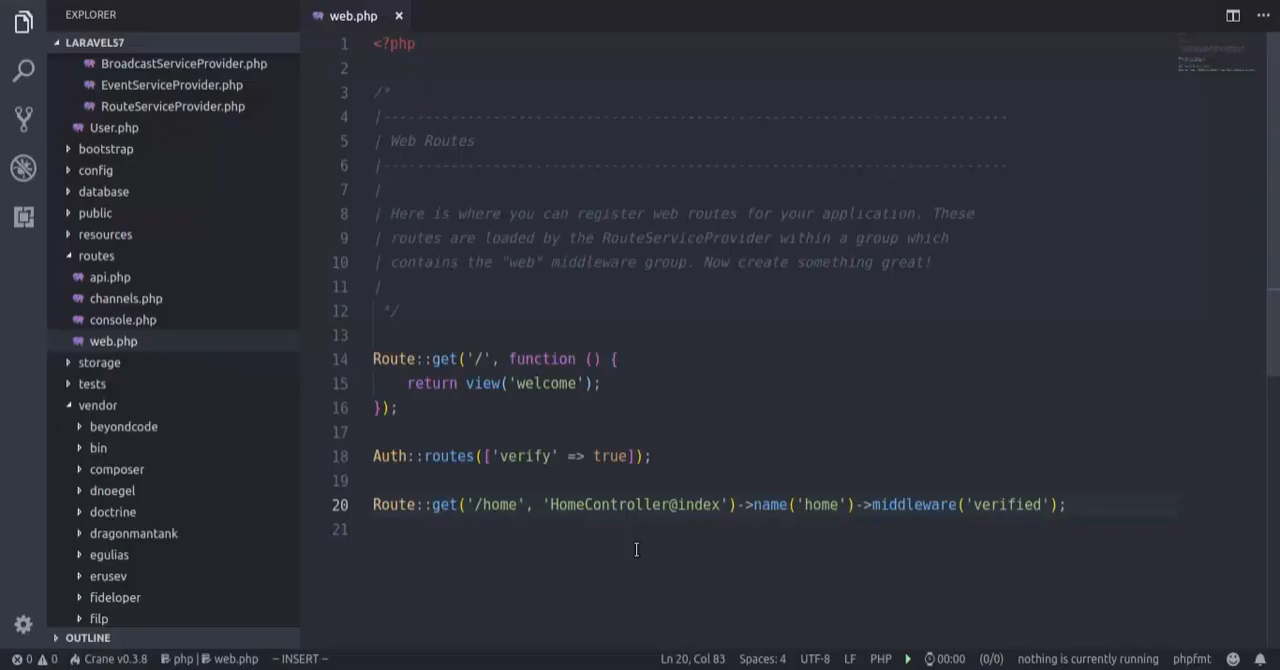 EXPLORER
LARAVEL57
BroadcastServiceProvider.php
EventServiceProvider.php
RouteServiceProvider.php
User.php
bootstrap
config
database
public
resources
routes
api.php
channels.php
console.php
web.php
storage
tests
vendor
beyondcode
bin
composer
dnoegel
doctrine
dragonmantank
egulias
erusev
fideloper
filp
OUTLINE
web.php ×
1 <?php
2
3 /*
4 |--------------------------------------------------------------------------
5 | Web Routes
6 |--------------------------------------------------------------------------
7 |
8 | Here is where you can register web routes for your application. These
9 | routes are loaded by the RouteServiceProvider within a group which
10 | contains the "web" middleware group. Now create something great!
11 |
12 */
13
14 Route::get('/', function () {
15     return view('welcome');
16 });
17
18 Auth::routes(['verify' => true]);
19
20 Route::get('/home', 'HomeController@index')->name('home')->middleware('verified');
21
0 0 Crane v0.3.8 php | web.php -- INSERT -- Ln 20, Col 83 Spaces: 4 UTF-8 LF PHP 00:00 (0/0) nothing is currently running phpfmt